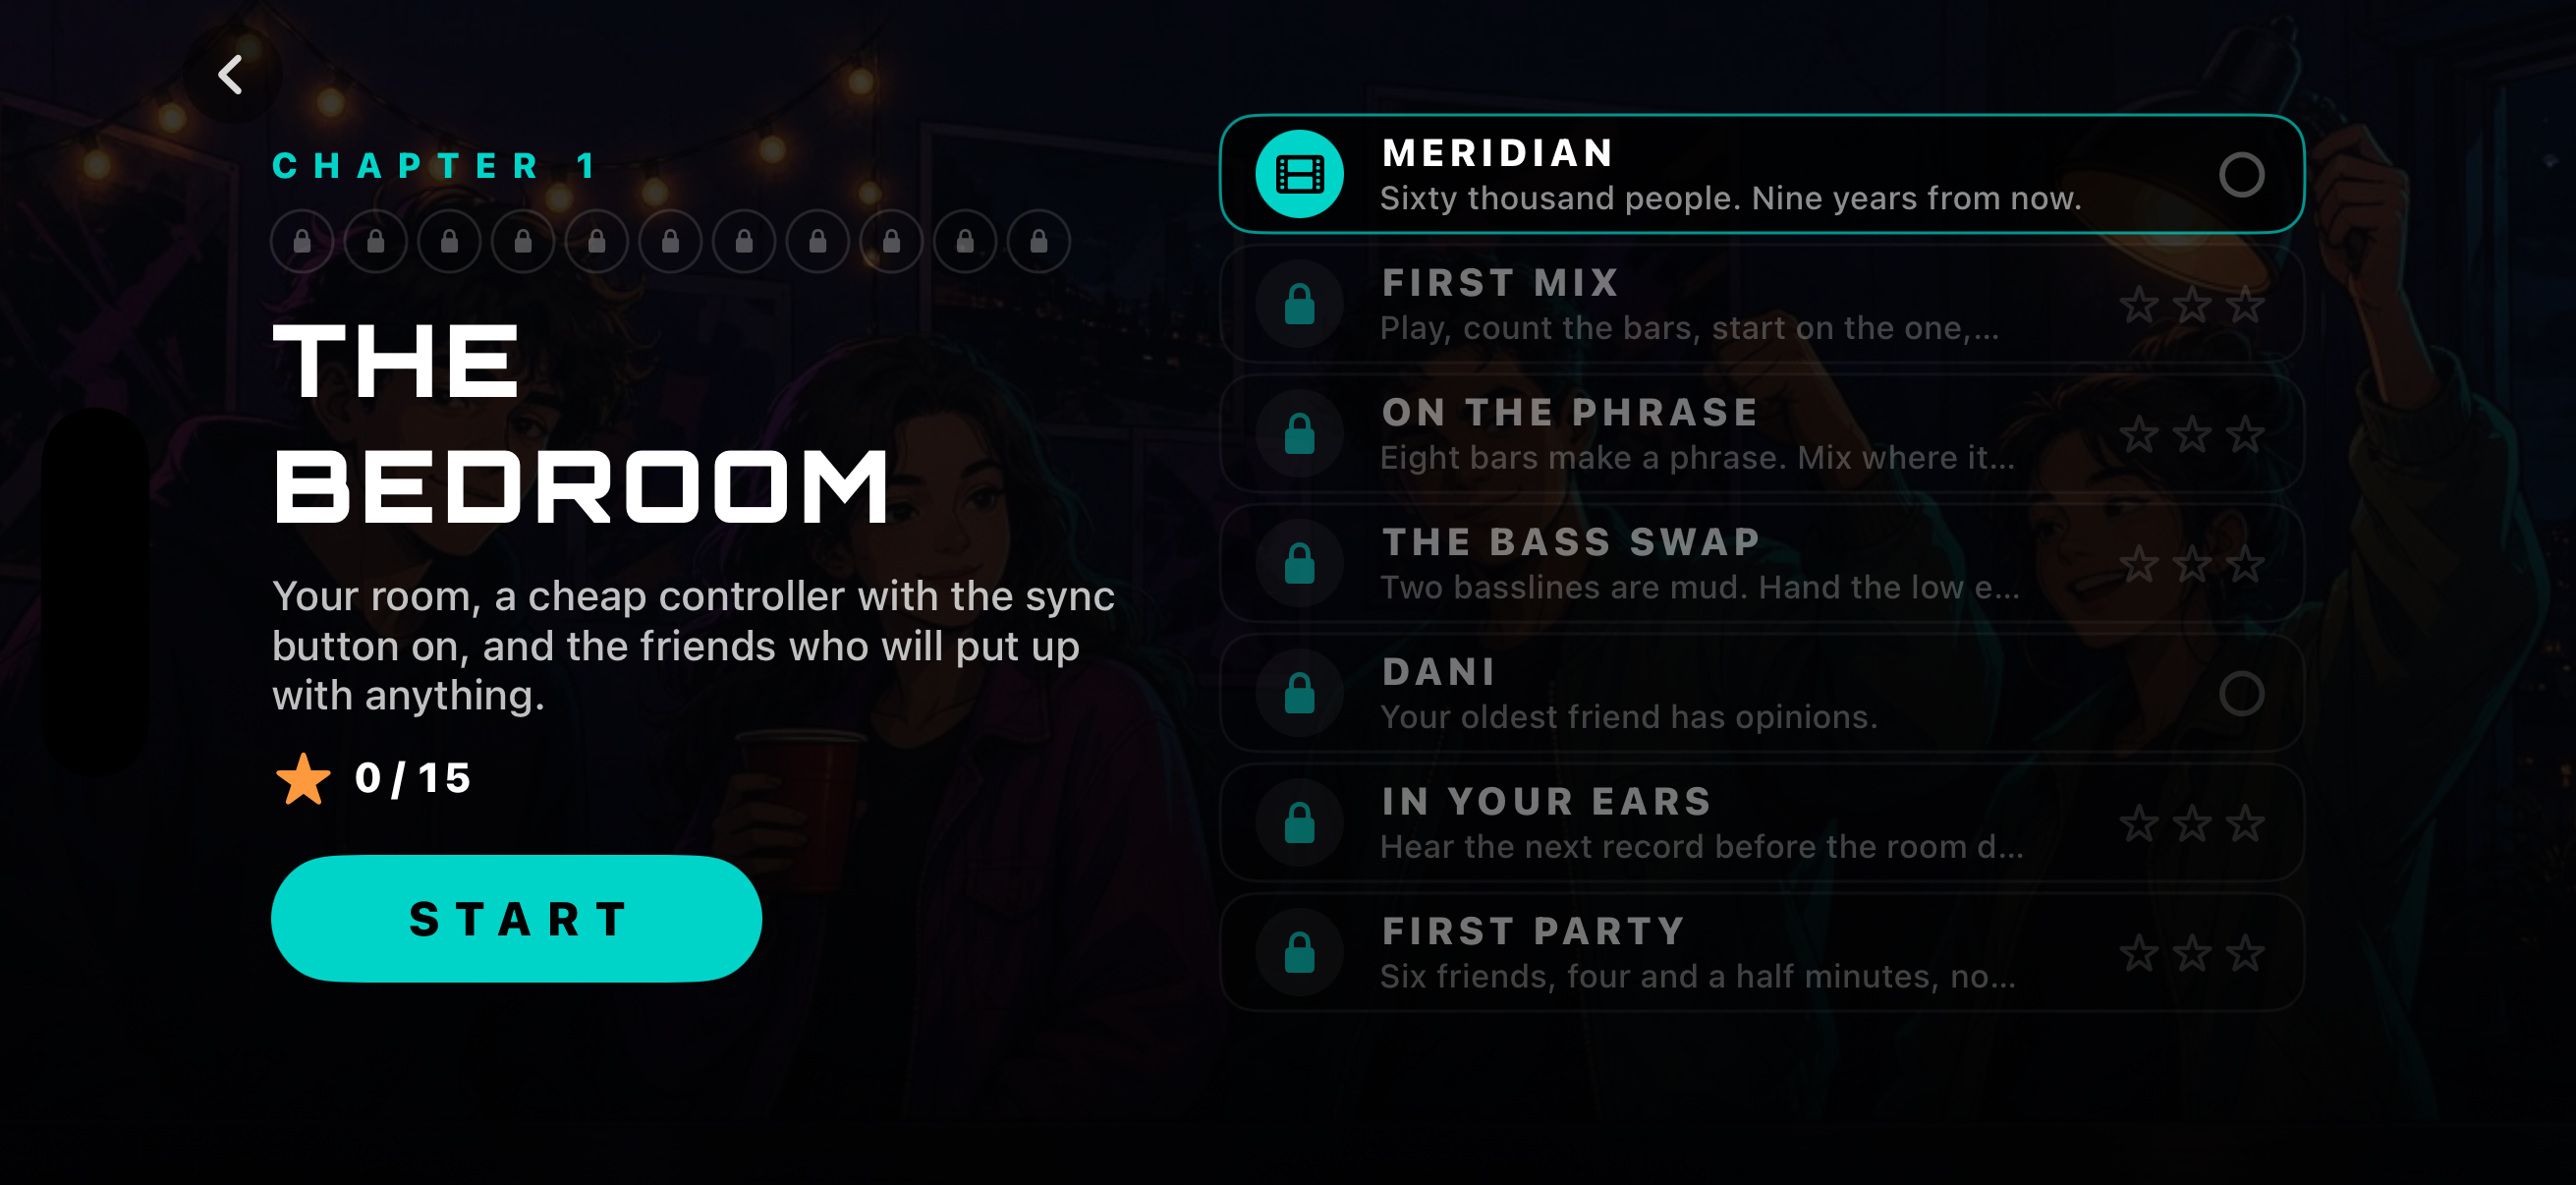 CHAPTER 1
THE
BEDROOM
Your room, a cheap controller with the sync
button on, and the friends who will put up
with anything.
0/15
START
MERIDIAN
Sixty thousand people. Nine years from now.
FIRST MIX
Play, count the bars, start on the one,...
ON THE PHRASE
Eight bars make a phrase. Mix where it...
THE BASS SWAP
Two basslines are mud. Hand the low e...
DANI
Your oldest friend has opinions.
IN YOUR EARS
Hear the next record before the room d...
FIRST PARTY
Six friends, four and a half minutes, no...